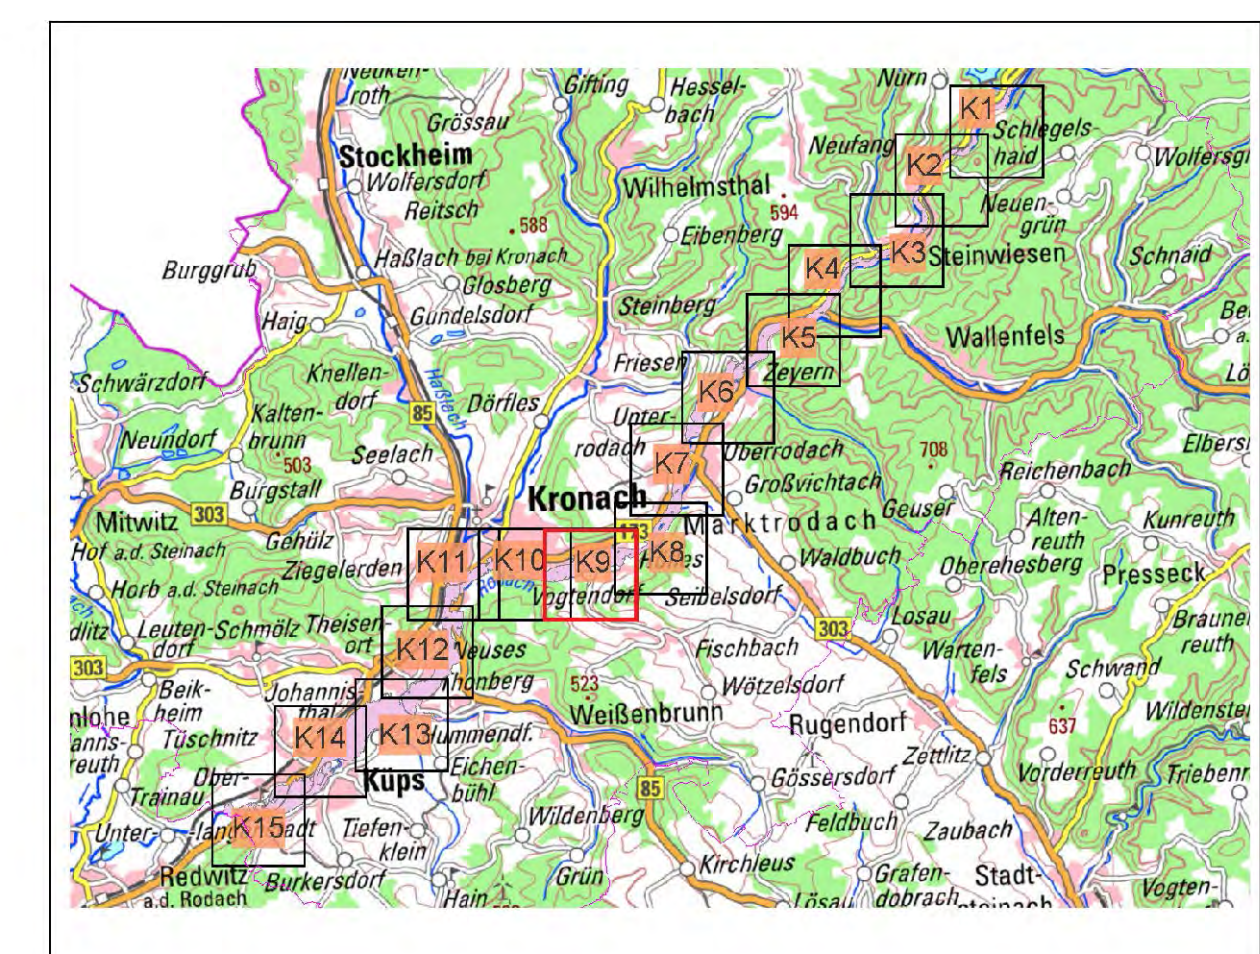 Neuken-
roth
Gifting
Hessel-
bach
Nurn
K1
Grössau
Schlegels-
haid
Neufang
K2
Stockheim
Wolfersdorf
Wilhelmsthal
Reitsch
588
594
Neuen-
grün
Eibenberg
K3
Steinwiesen
Schnaid
Burggrub
Haßlach bei Kronach
K4
Glosberg
Steinberg
Haig
Gundelsdorf
K5
Wallenfels
Friesen
Zeyern
Schwärzdorf
Knellen-
dorf
Haßlach
K6
Kalten-
brunn
85
Dörfles
Unter-
rodach
Neundorf
Seelach
503
K7
Oberrodach
708
Burgstall
Großvichtach
Reichenbach
Kronach
Geuser
Mitwitz
303
173
Marktrodach
Alten-
reuth
Kunreuth
Gehülz
Hof a.d. Steinach
Ziegelerden
K11
K10
K9
K8
Waldbuch
Oberehesberg
Presseck
Horb a.d. Steinach
Rodach
Vogtendorf
Seibelsdorf
Leuten-
dorf
Schmölz
Theisen-
ort
K12
Neuses
303
Losau
303
Fischbach
Warten-
fels
Schwand
Beik-
heim
Johannis-
thal
Wötzelsdorf
523
Weißenbrunn
Rugendorf
637
Tüschnitz
K14
K13
Hummendf.
Zettlitz
Ober-
Küps
Eichen-
bühl
Gössersdorf
Vorderreuth
Trainau
85
Wildenberg
Feldbuch
Zaubach
Unter-
K15
Tiefen-
klein
Kirchleus
Grafen-
dobrach
Stadt-
steinach
Redwitz
a.d. Rodach
Burkersdorf
Grün
Hain
Vogten-